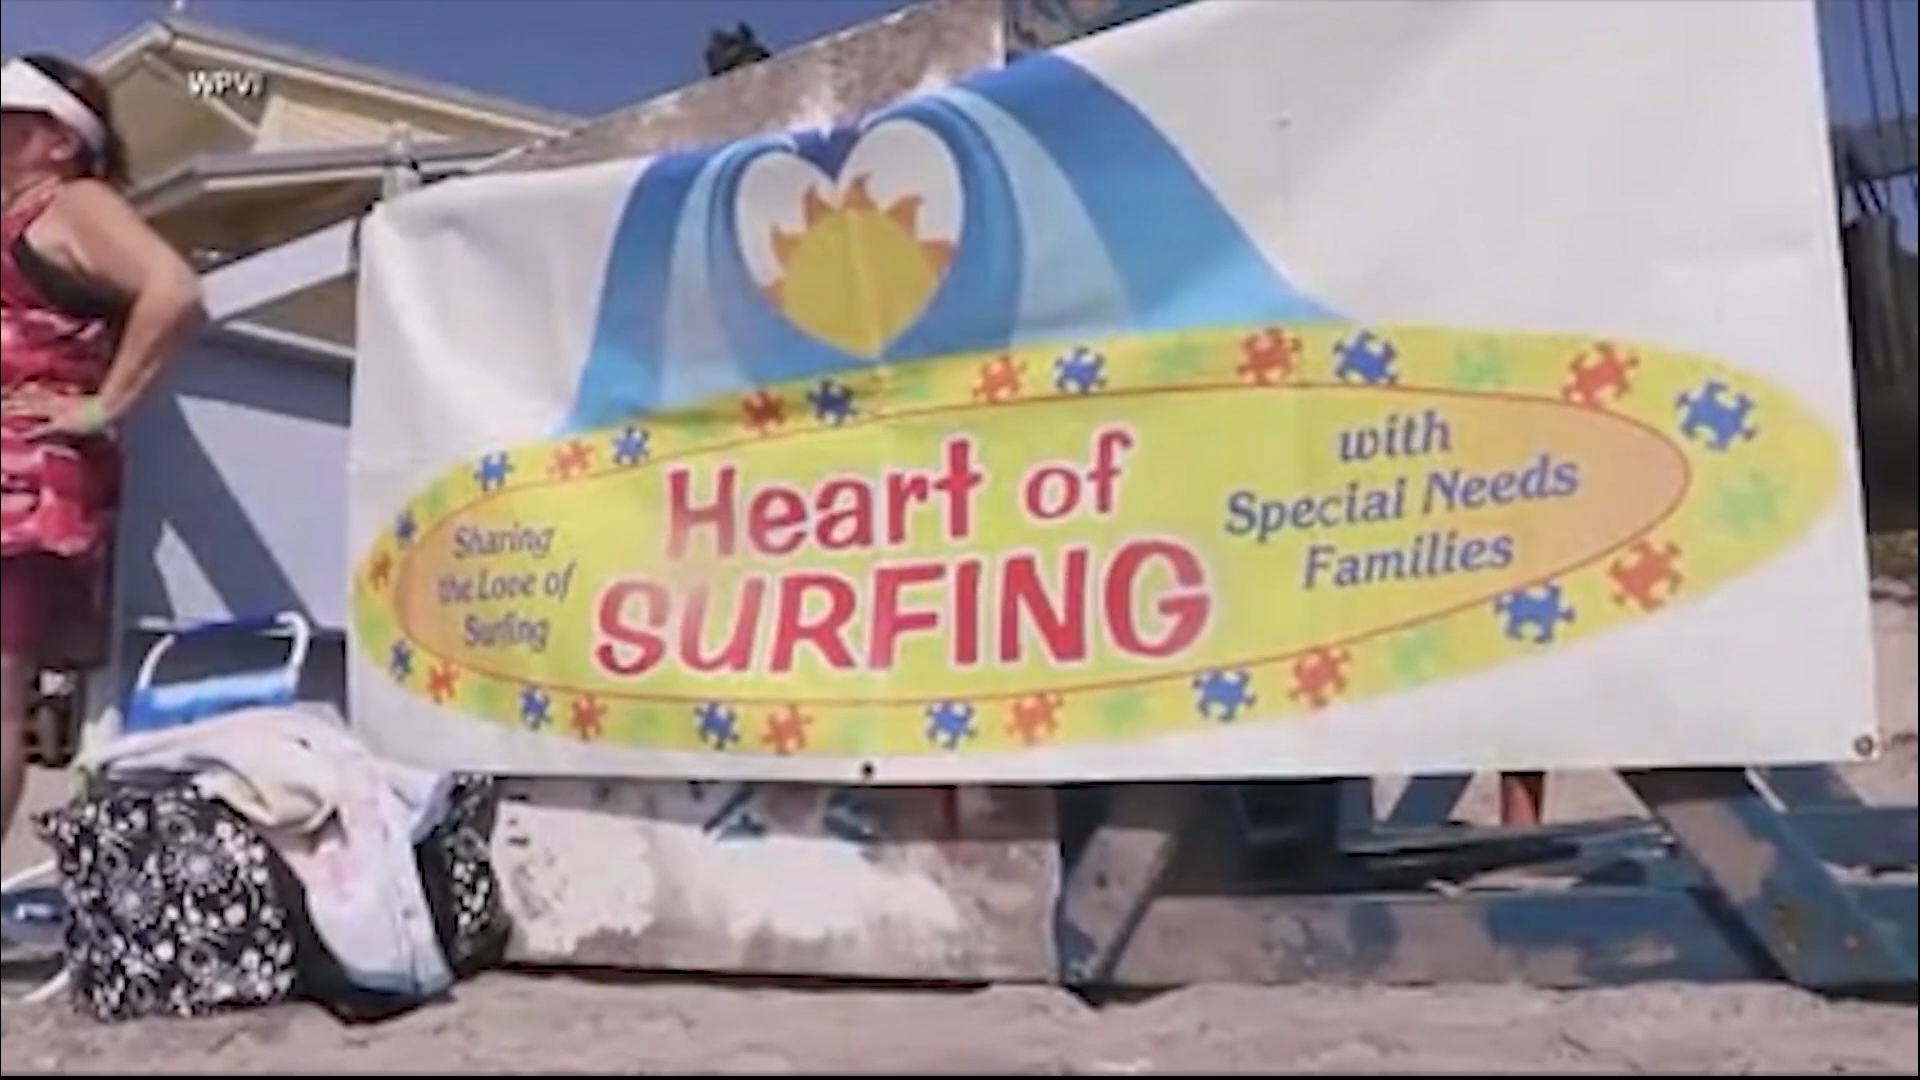 WPVI
Sharing
the Love of
Surfing
Heart of
SURFING
with
Special Needs
Families